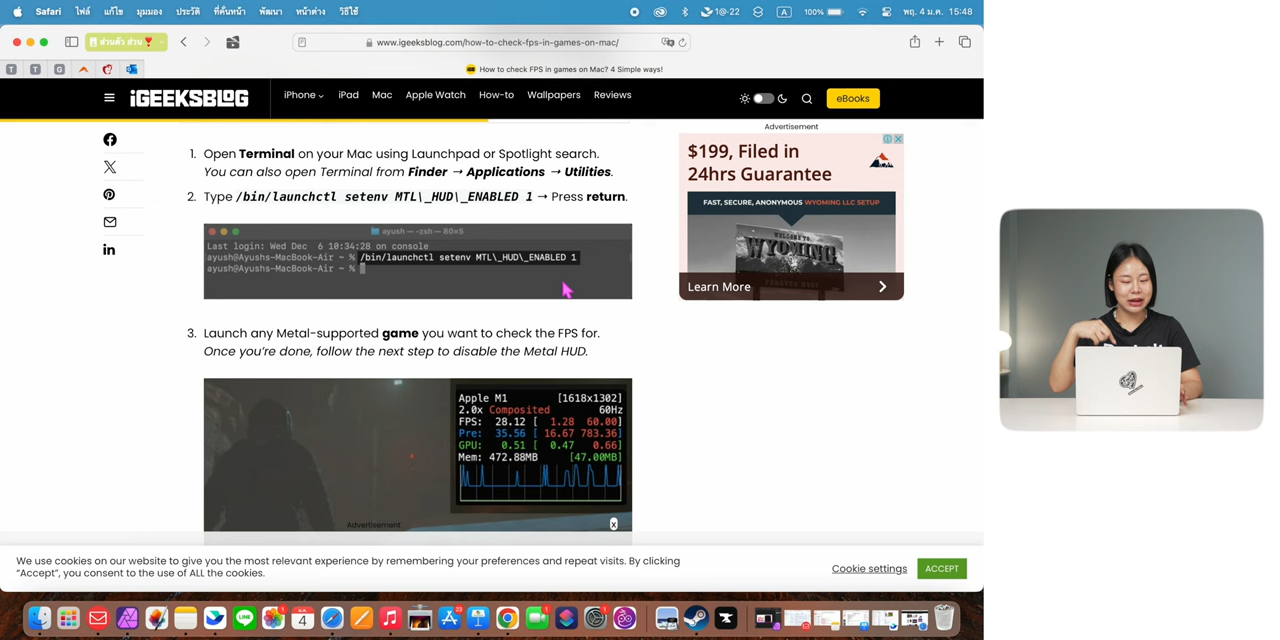 Safari ไฟล์ แก้ไข มุมมอง ประวัติ ที่คั่นหน้า พัฒนา หน้าต่าง วิธีใช้
1@-22 A 100% พฤ. 4 ม.ค. 15:48
ส่วนตัว ส่วน
www.igeeksblog.com/how-to-check-fps-in-games-on-mac/
T T G
How to check FPS in games on Mac? 4 Simple ways!
iGEEKSBLOG
iPhone iPad Mac Apple Watch How-to Wallpapers Reviews
eBooks
1. Open Terminal on your Mac using Launchpad or Spotlight search.
You can also open Terminal from Finder → Applications → Utilities.
2. Type /bin/launchctl setenv MTL\_HUD\_ENABLED 1 → Press return.
ayush — -zsh — 80×5
Last login: Wed Dec 6 10:34:28 on console
ayush@Ayushs-MacBook-Air ~ % /bin/launchctl setenv MTL\_HUD\_ENABLED 1
ayush@Ayushs-MacBook-Air ~ %
3. Launch any Metal-supported game you want to check the FPS for.
Once you're done, follow the next step to disable the Metal HUD.
Apple M1 [1618x1302]
2.0x Composited 60Hz
FPS: 28.12 [ 1.28 60.00]
Pre: 35.56 [ 16.67 783.36]
GPU: 0.51 [ 0.47 0.66]
Mem: 472.88MB [47.00MB]
Advertisement
x
Advertisement
$199, Filed in
24hrs Guarantee
FAST, SECURE, ANONYMOUS WYOMING LLC SETUP
WELCOME TO
WYOMING
Learn More
We use cookies on our website to give you the most relevant experience by remembering your preferences and repeat visits. By clicking
"Accept", you consent to the use of ALL the cookies.
Cookie settings ACCEPT